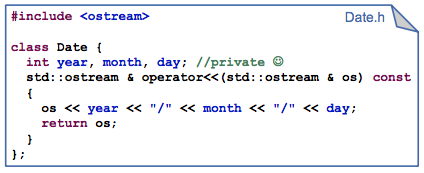 Date.h
#include <ostream>
class Date {
int year, month, day; //private ☺
std::ostream & operator<<(std::ostream & os) const
{
os << year << "/" << month << "/" << day;
return os;
}
};